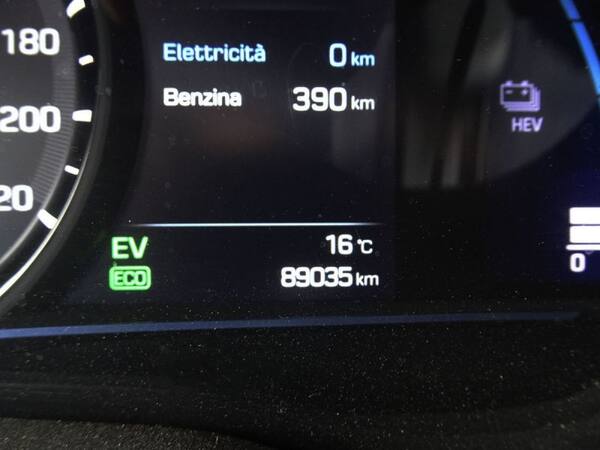 180
Elettricità 0 km
Benzina 390 km
200
HEV
20
EV 16 °C
ECO 89035 km
0